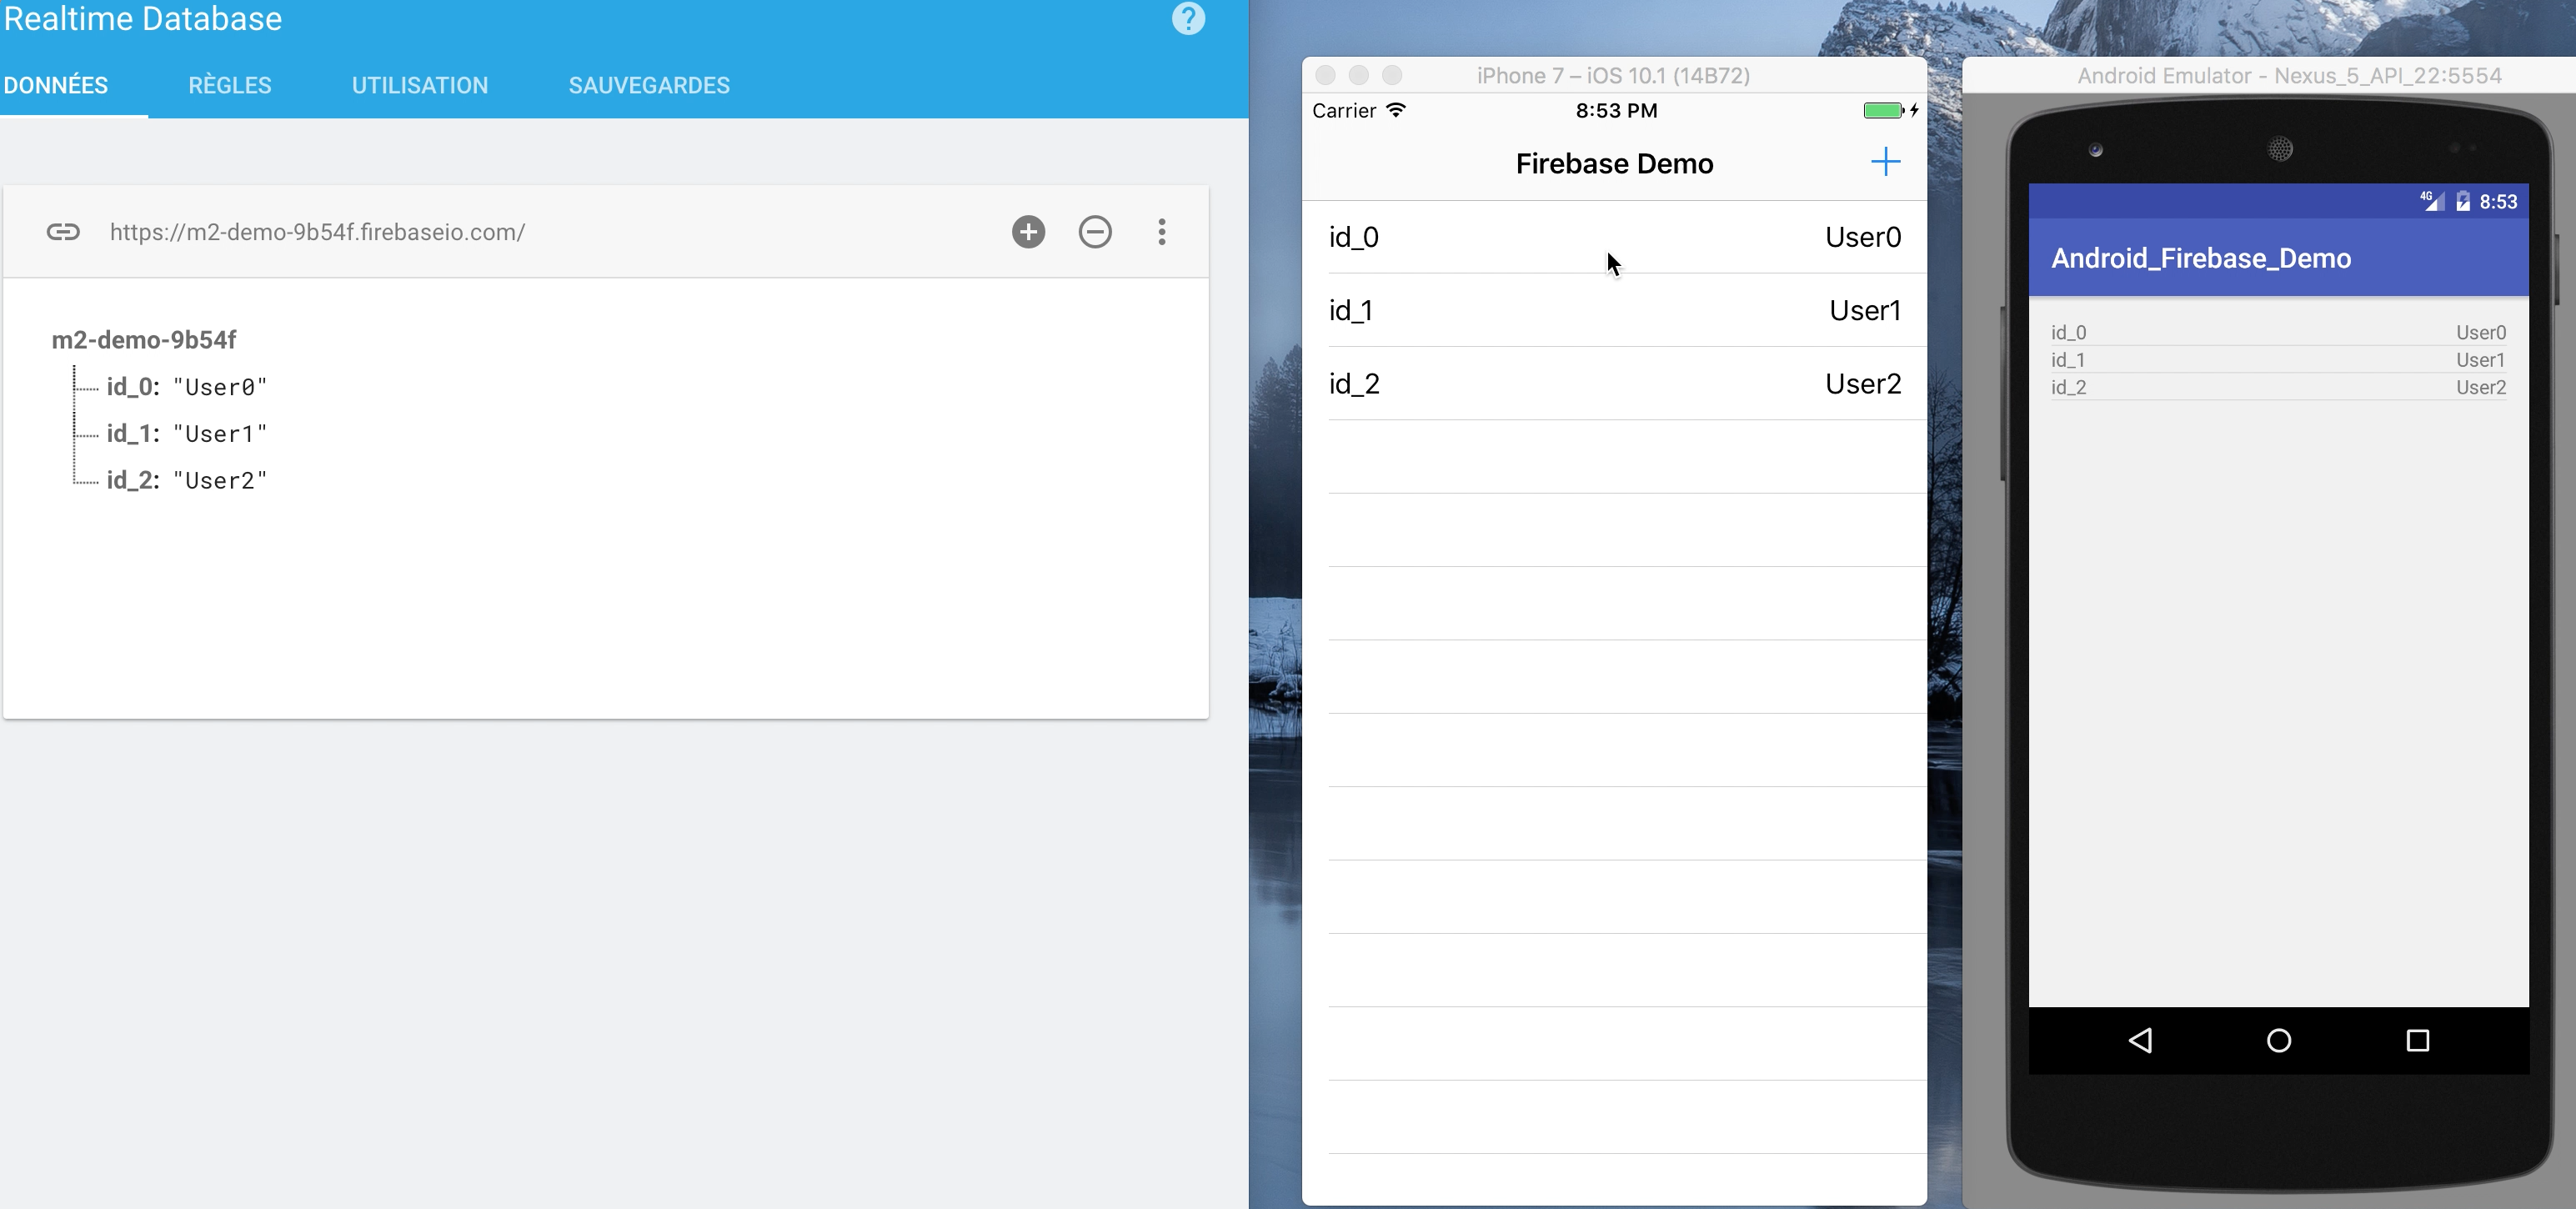 Realtime Database
?
DONNÉES RÈGLES UTILISATION SAUVEGARDES
https://m2-demo-9b54f.firebaseio.com/
m2-demo-9b54f
id_0: "User0"
id_1: "User1"
id_2: "User2"
iPhone 7 – iOS 10.1 (14B72)
Carrier 8:53 PM
Firebase Demo
id_0 User0
id_1 User1
id_2 User2
Android Emulator - Nexus_5_API_22:5554
4G 8:53
Android_Firebase_Demo
id_0 User0
id_1 User1
id_2 User2